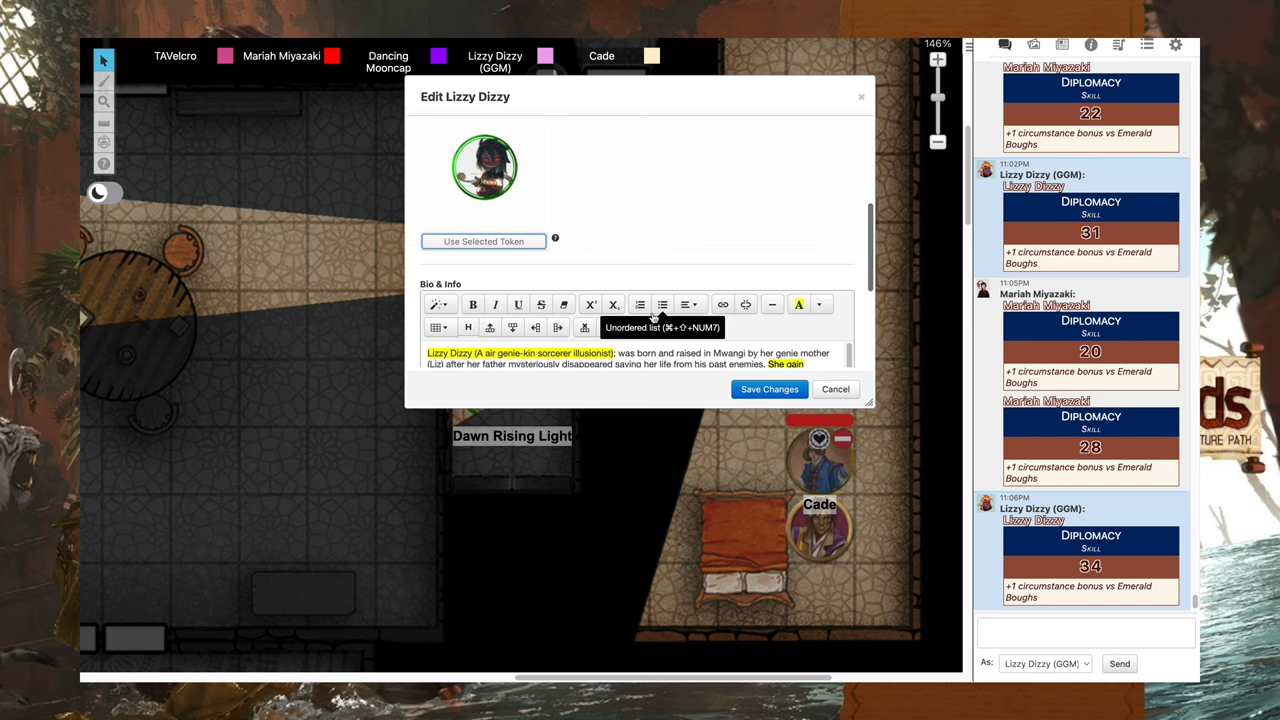 TAVelcro
Mariah Miyazaki
Dancing
Mooncap
Lizzy Dizzy
(GGM)
Cade
146%
Edit Lizzy Dizzy
×
Use Selected Token
Bio & Info
B I U S
H
Unordered list (⌘+⇧+NUM7)
Lizzy Dizzy (A air genie-kin sorcerer illusionist); was born and raised in Mwangi by her genie mother
(Liz) after her father mysteriously disappeared saving her life from his past enemies. She gain
Save Changes
Cancel
Dawn Rising Light
Cade
Mariah Miyazaki
Diplomacy
Skill
22
+1 circumstance bonus vs Emerald
Boughs
11:02PM
Lizzy Dizzy (GGM):
Lizzy Dizzy
Diplomacy
Skill
31
+1 circumstance bonus vs Emerald
Boughs
11:05PM
Mariah Miyazaki:
Mariah Miyazaki
Diplomacy
Skill
20
+1 circumstance bonus vs Emerald
Boughs
Mariah Miyazaki
Diplomacy
Skill
28
+1 circumstance bonus vs Emerald
Boughs
11:06PM
Lizzy Dizzy (GGM):
Lizzy Dizzy
Diplomacy
Skill
34
+1 circumstance bonus vs Emerald
Boughs
As:
Lizzy Dizzy (GGM)
Send
ds
TURE PATH